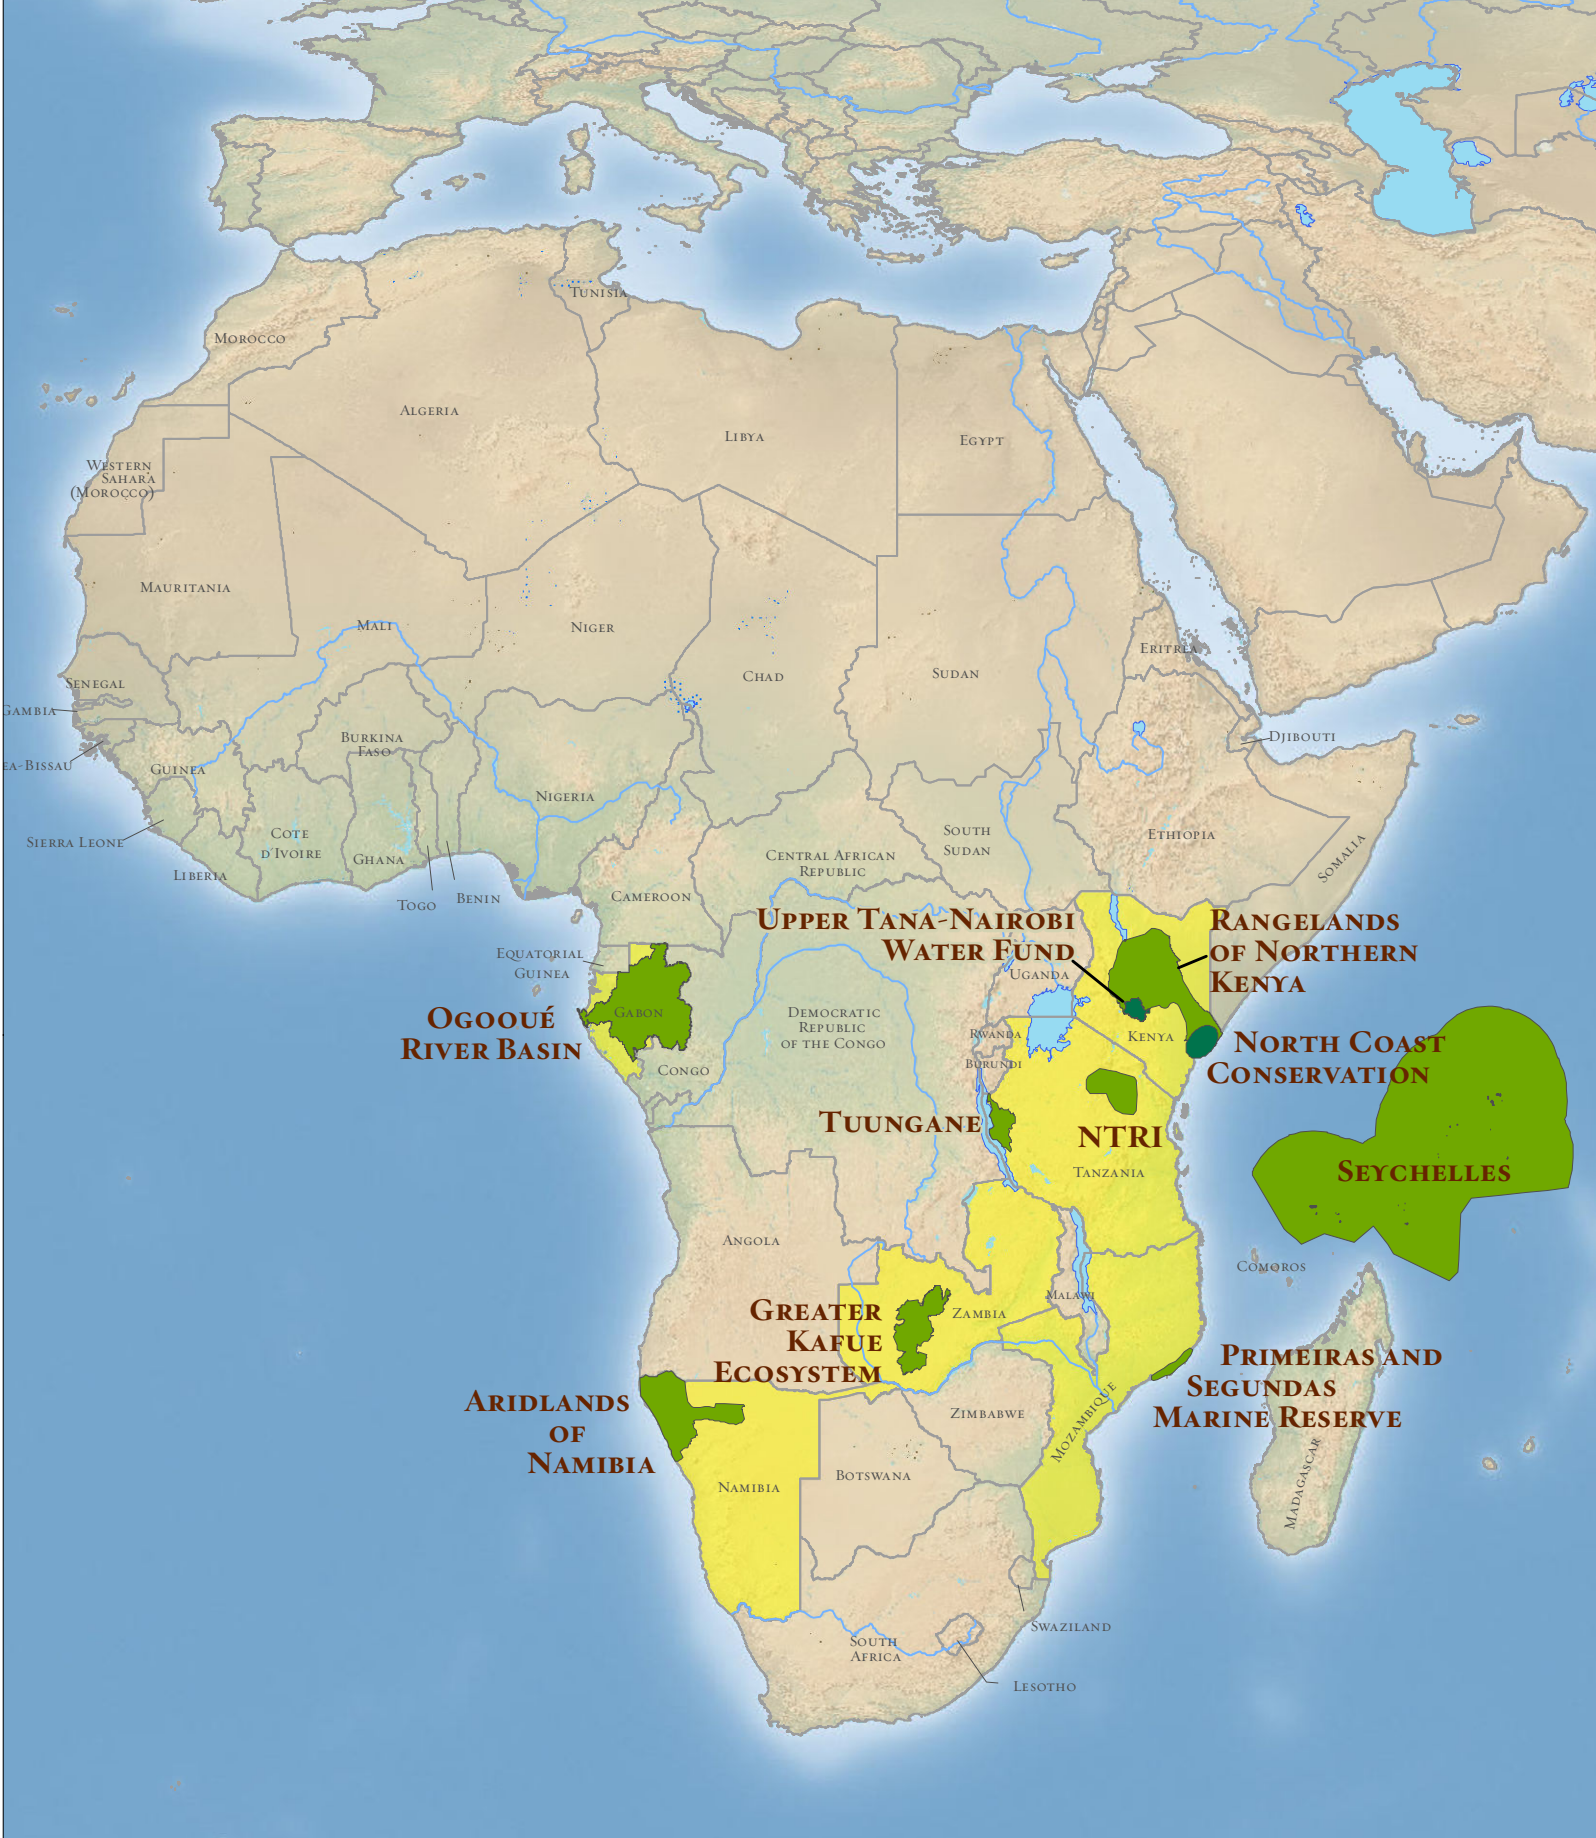 Tunisia
Morocco
Algeria
Libya
Egypt
Western
Sahara
(Morocco)
Mauritania
Mali
Niger
Chad
Sudan
Eritrea
Senegal
Gambia
ea-Bissau
Guinea
Burkina
Faso
Djibouti
Nigeria
Sierra Leone
Cote
d'Ivoire
Ghana
Liberia
Togo
Benin
Central African
Republic
South
Sudan
Ethiopia
Somalia
Cameroon
Upper Tana-Nairobi
Water Fund
Rangelands
of Northern
Kenya
Equatorial
Guinea
Uganda
Gabon
Ogooué
River Basin
Democratic
Republic
of the Congo
Rwanda
Kenya
North Coast
Conservation
Burundi
Congo
Tuungane
NTRI
Tanzania
Seychelles
Angola
Comoros
Malawi
Greater
Kafue
Ecosystem
Zambia
Primeiras and
Segundas
Marine Reserve
Aridlands
of
Namibia
Zimbabwe
Mozambique
Botswana
Namibia
Madagascar
Swaziland
South
Africa
Lesotho